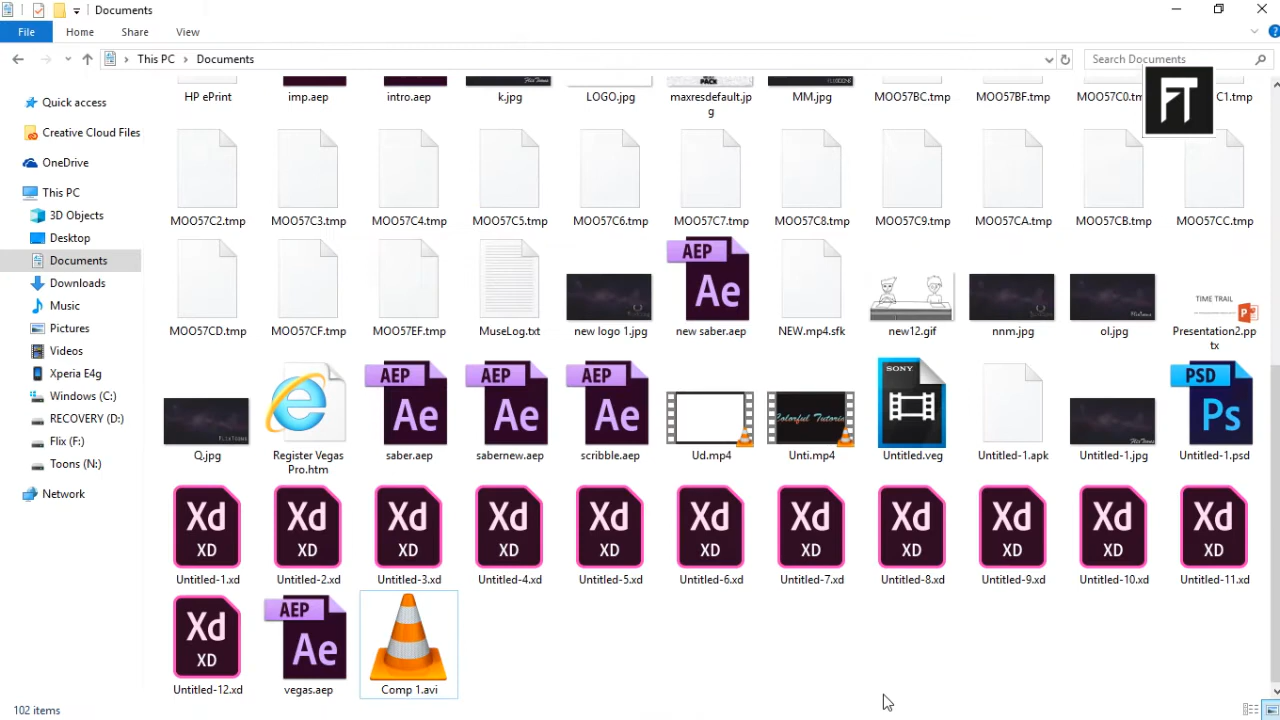 Documents
File Home Share View
This PC Documents
Search Documents
Quick access
Creative Cloud Files
OneDrive
This PC
3D Objects
Desktop
Documents
Downloads
Music
Pictures
Videos
Xperia E4g
Windows (C:)
RECOVERY (D:)
Flix (F:)
Toons (N:)
Network
HP ePrint imp.aep intro.aep k.jpg LOGO.jpg maxresdefault.jp MM.jpg MOO57BC.tmp MOO57BF.tmp MOO57C0.tm C1.tmp
g
PACK
FT
MOO57C2.tmp MOO57C3.tmp MOO57C4.tmp MOO57C5.tmp MOO57C6.tmp MOO57C7.tmp MOO57C8.tmp MOO57C9.tmp MOO57CA.tmp MOO57CB.tmp MOO57CC.tmp
AEP
Ae
TIME TRAIL
MOO57CD.tmp MOO57CF.tmp MOO57EF.tmp MuseLog.txt new logo 1.jpg new saber.aep NEW.mp4.sfk new12.gif nnm.jpg ol.jpg Presentation2.pp
tx
AEP AEP AEP SONY PSD
Ae Ae Ae Colorful Tutoria Ps
Q.jpg Register Vegas saber.aep sabernew.aep scribble.aep Ud.mp4 Unti.mp4 Untitled.veg Untitled-1.apk Untitled-1.jpg Untitled-1.psd
Pro.htm
Xd Xd Xd Xd Xd Xd Xd Xd Xd Xd Xd
XD XD XD XD XD XD XD XD XD XD XD
Untitled-1.xd Untitled-2.xd Untitled-3.xd Untitled-4.xd Untitled-5.xd Untitled-6.xd Untitled-7.xd Untitled-8.xd Untitled-9.xd Untitled-10.xd Untitled-11.xd
Xd AEP
XD Ae
Untitled-12.xd vegas.aep Comp 1.avi
102 items